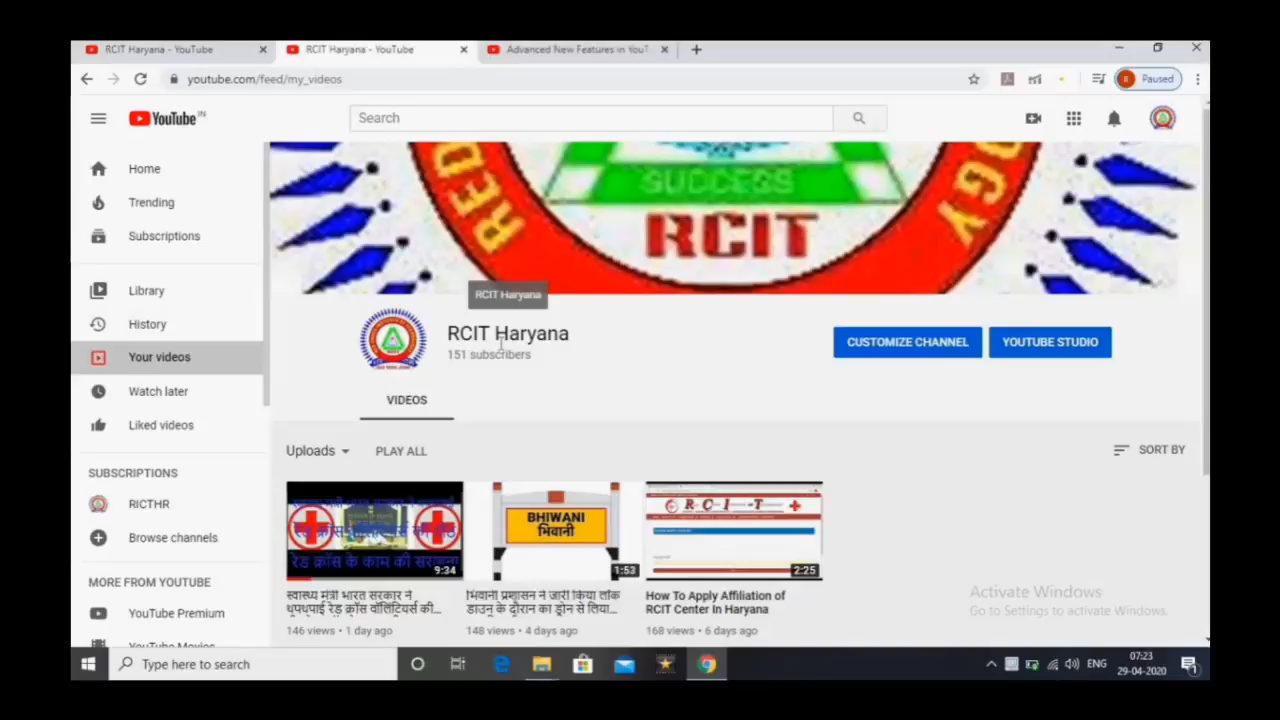 RCIT Haryana - YouTube
RCIT Haryana - YouTube
Advanced New Features in YouT
youtube.com/feed/my_videos
Paused
YouTube IN
Search
Home
Trending
Subscriptions
Library
History
Your videos
Watch later
Liked videos
SUBSCRIPTIONS
RICTHR
Browse channels
MORE FROM YOUTUBE
YouTube Premium
YouTube Movies
RED
SUCCESS
RCIT
OGY
RCIT Haryana
RCIT Haryana
151 subscribers
CUSTOMIZE CHANNEL
YOUTUBE STUDIO
VIDEOS
Uploads
PLAY ALL
SORT BY
रेड क्रॉस के काम की सराहना
9:34
BHIWANI
भिवानी
1:53
R C I T
2:25
स्वास्थ्य मंत्री भारत सरकार ने
थपथपाई रेड क्रॉस वॉलिंटियर्स की...
146 views • 1 day ago
भिवानी प्रशासन ने जारी किया लॉक
डाउन के दौरान का ड्रोन से लिया...
148 views • 4 days ago
How To Apply Affiliation of
RCIT Center In Haryana
168 views • 6 days ago
Activate Windows
Go to Settings to activate Windows.
Type here to search
ENG
07:23
29-04-2020